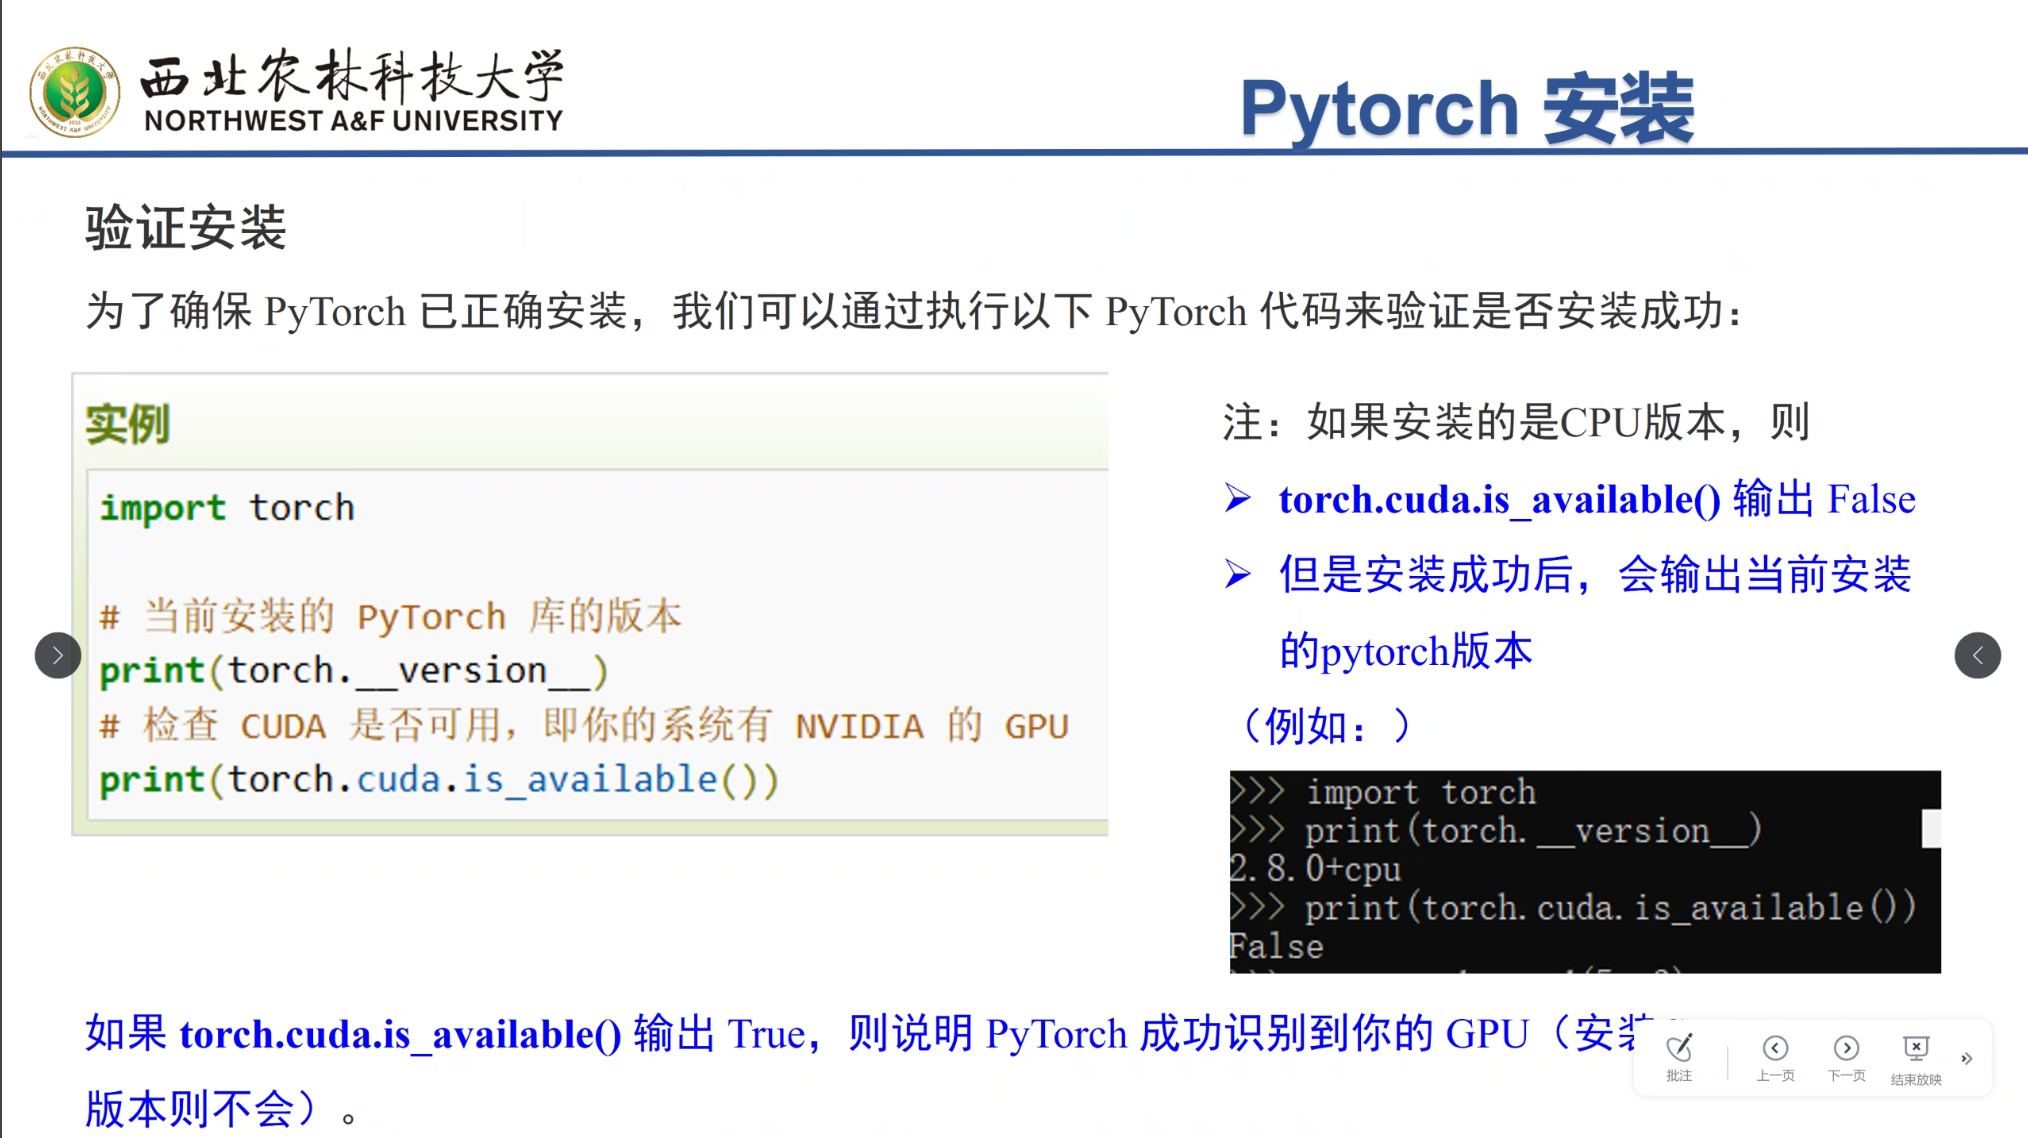 西北农林科技大学
NORTHWEST A&F UNIVERSITY
Pytorch 安装
验证安装
为了确保 PyTorch 已正确安装，我们可以通过执行以下 PyTorch 代码来验证是否安装成功：
实例
import torch
# 当前安装的 PyTorch 库的版本
print(torch.__version__)
# 检查 CUDA 是否可用，即你的系统有 NVIDIA 的 GPU
print(torch.cuda.is_available())
注：如果安装的是CPU版本，则
➢ torch.cuda.is_available() 输出 False
➢ 但是安装成功后，会输出当前安装
的pytorch版本
（例如：）
>>> import torch
>>> print(torch.__version__)
2.8.0+cpu
>>> print(torch.cuda.is_available())
False
如果 torch.cuda.is_available() 输出 True，则说明 PyTorch 成功识别到你的 GPU（安装
版本则不会）。
批注
上一页
下一页
结束放映